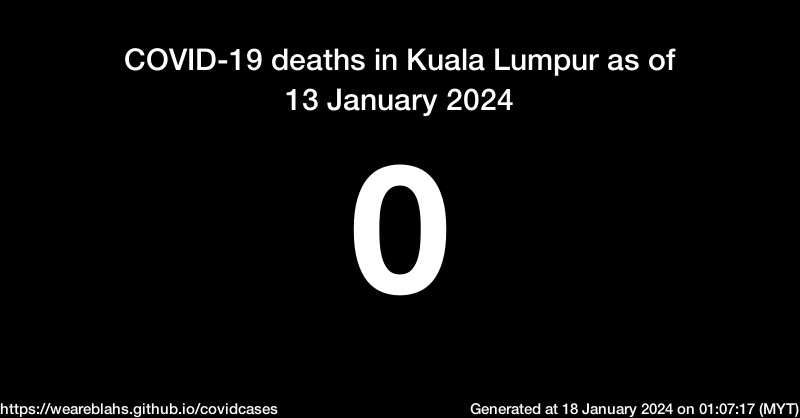 COVID-19 deaths in Kuala Lumpur as of
13 January 2024
0
https://weareblahs.github.io/covidcases
Generated at 18 January 2024 on 01:07:17 (MYT)